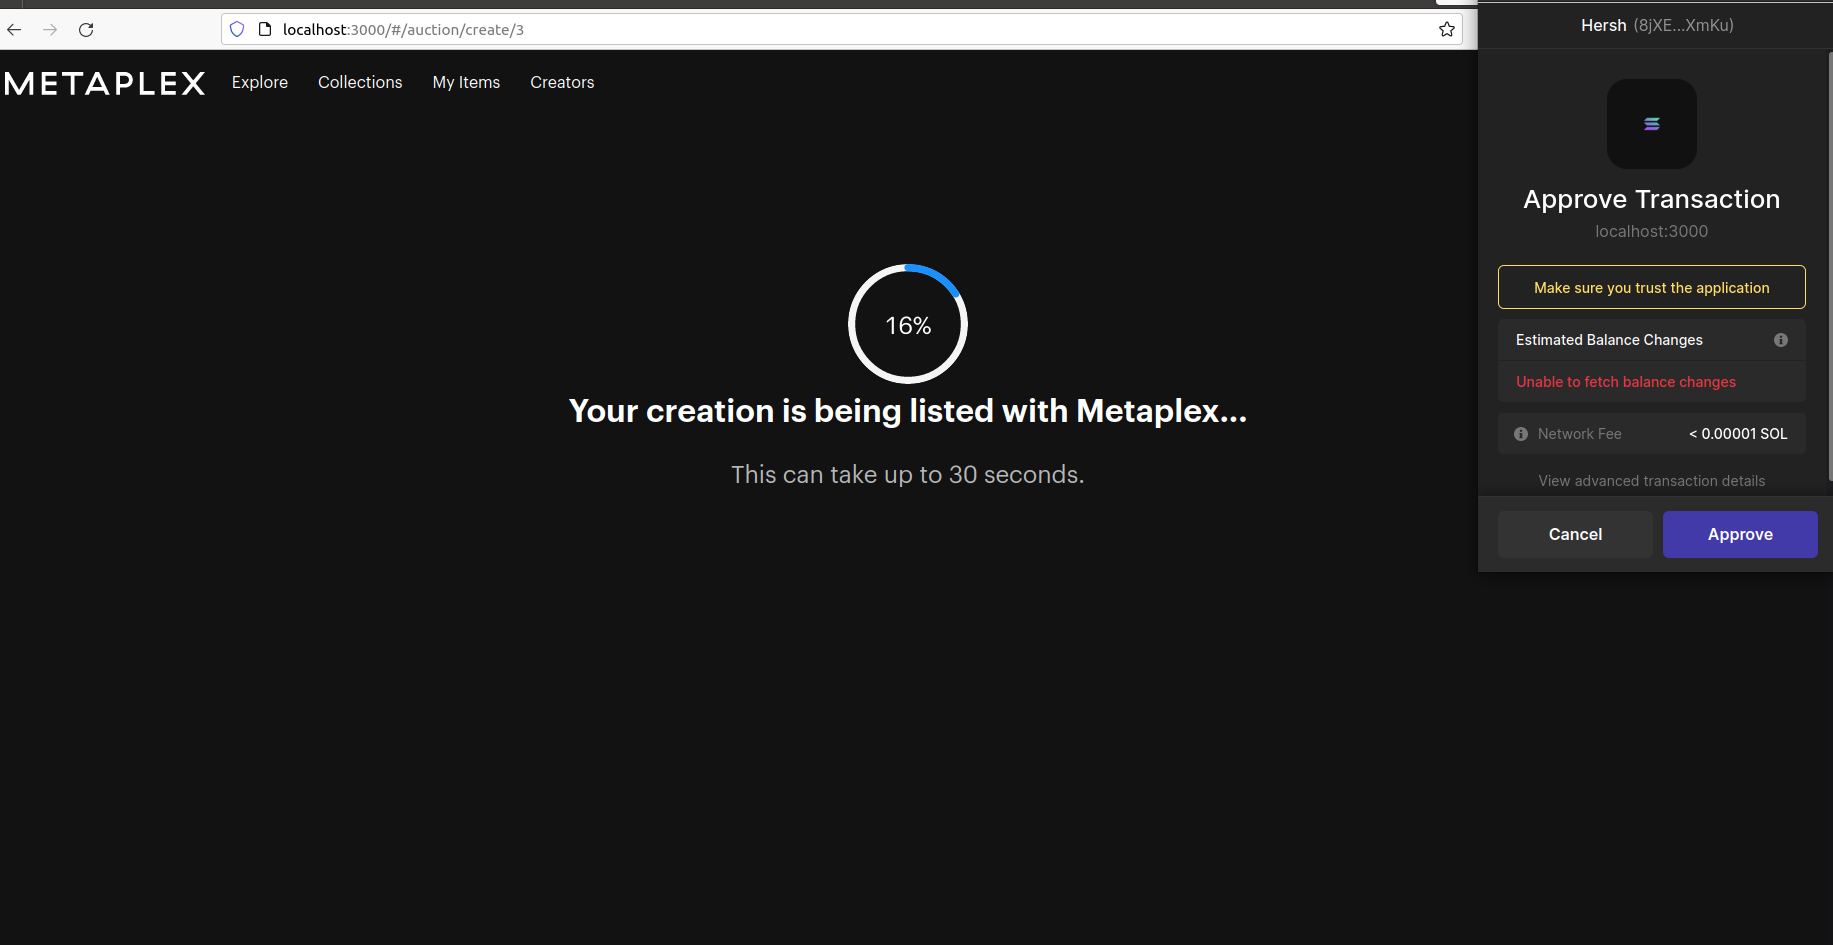 localhost:3000/#/auction/create/3
METAPLEX Explore Collections My Items Creators
16%
Your creation is being listed with Metaplex...
This can take up to 30 seconds.
Hersh (8jXE...XmKu)
Approve Transaction
localhost:3000
Make sure you trust the application
Estimated Balance Changes
Unable to fetch balance changes
Network Fee < 0.00001 SOL
View advanced transaction details
Cancel Approve